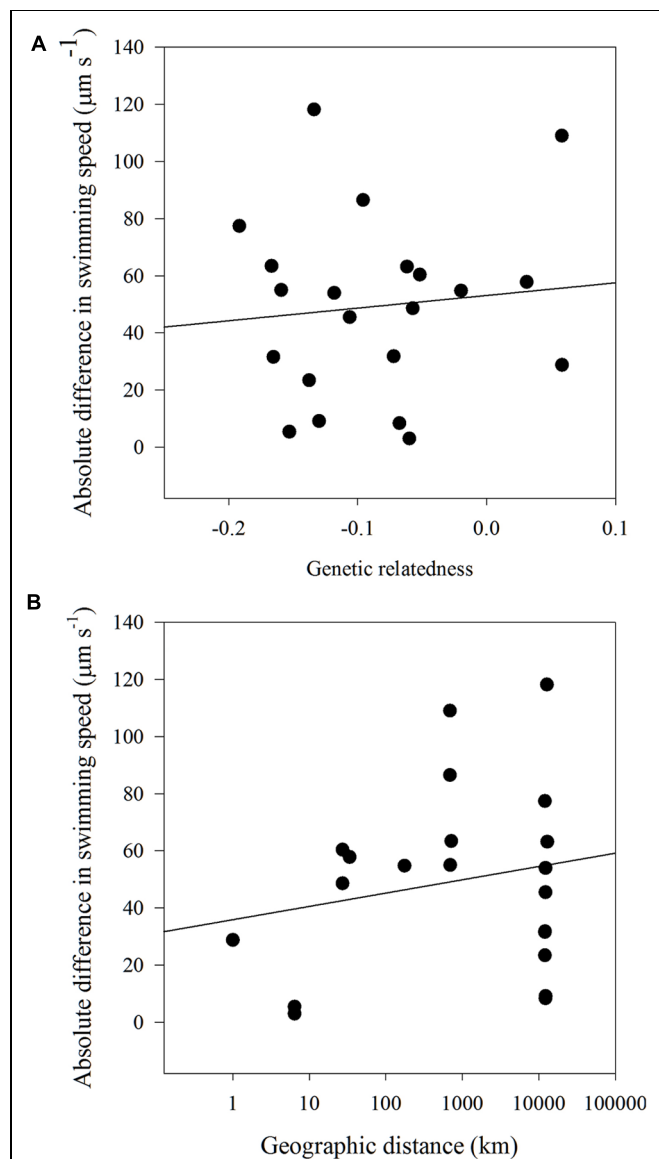 A
Absolute difference in swimming speed (µm s-1)
140
120
100
80
60
40
20
0
-0.2 -0.1 0.0 0.1
Genetic relatedness
B
Absolute difference in swimming speed (µm s-1)
140
120
100
80
60
40
20
0
1 10 100 1000 10000 100000
Geographic distance (km)